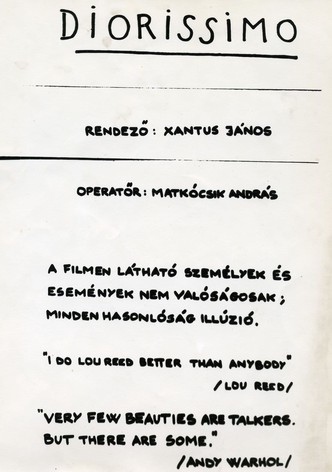 DIORISSIMO
RENDEZŐ: XANTUS JÁNOS
OPERATŐR: MATKÓCSIK ANDRÁS
A FILMEN LÁTHATÓ SZEMÉLYEK ÉS
ESEMÉNYEK NEM VALÓSÁGOSAK;
MINDEN HASONLÓSÁG ILLÚZIÓ.
"I DO LOU REED BETTER THAN ANYBODY"
/LOU REED/
"VERY FEW BEAUTIES ARE TALKERS.
BUT THERE ARE SOME."
/ANDY WARHOL/